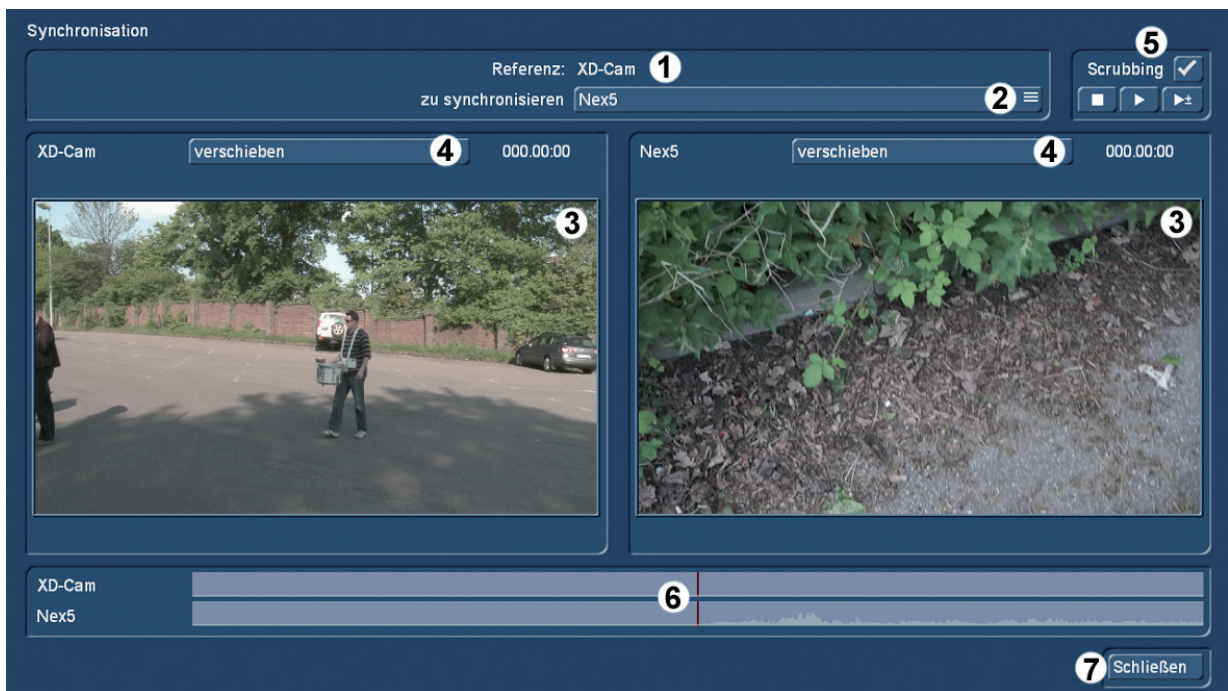 Synchronisation
5
Referenz: XD-Cam 1
Scrubbing
zu synchronisieren Nex5 2
XD-Cam verschieben 4 000.00:00
Nex5 verschieben 4 000.00:00
3
3
XD-Cam
6
Nex5
7 Schließen